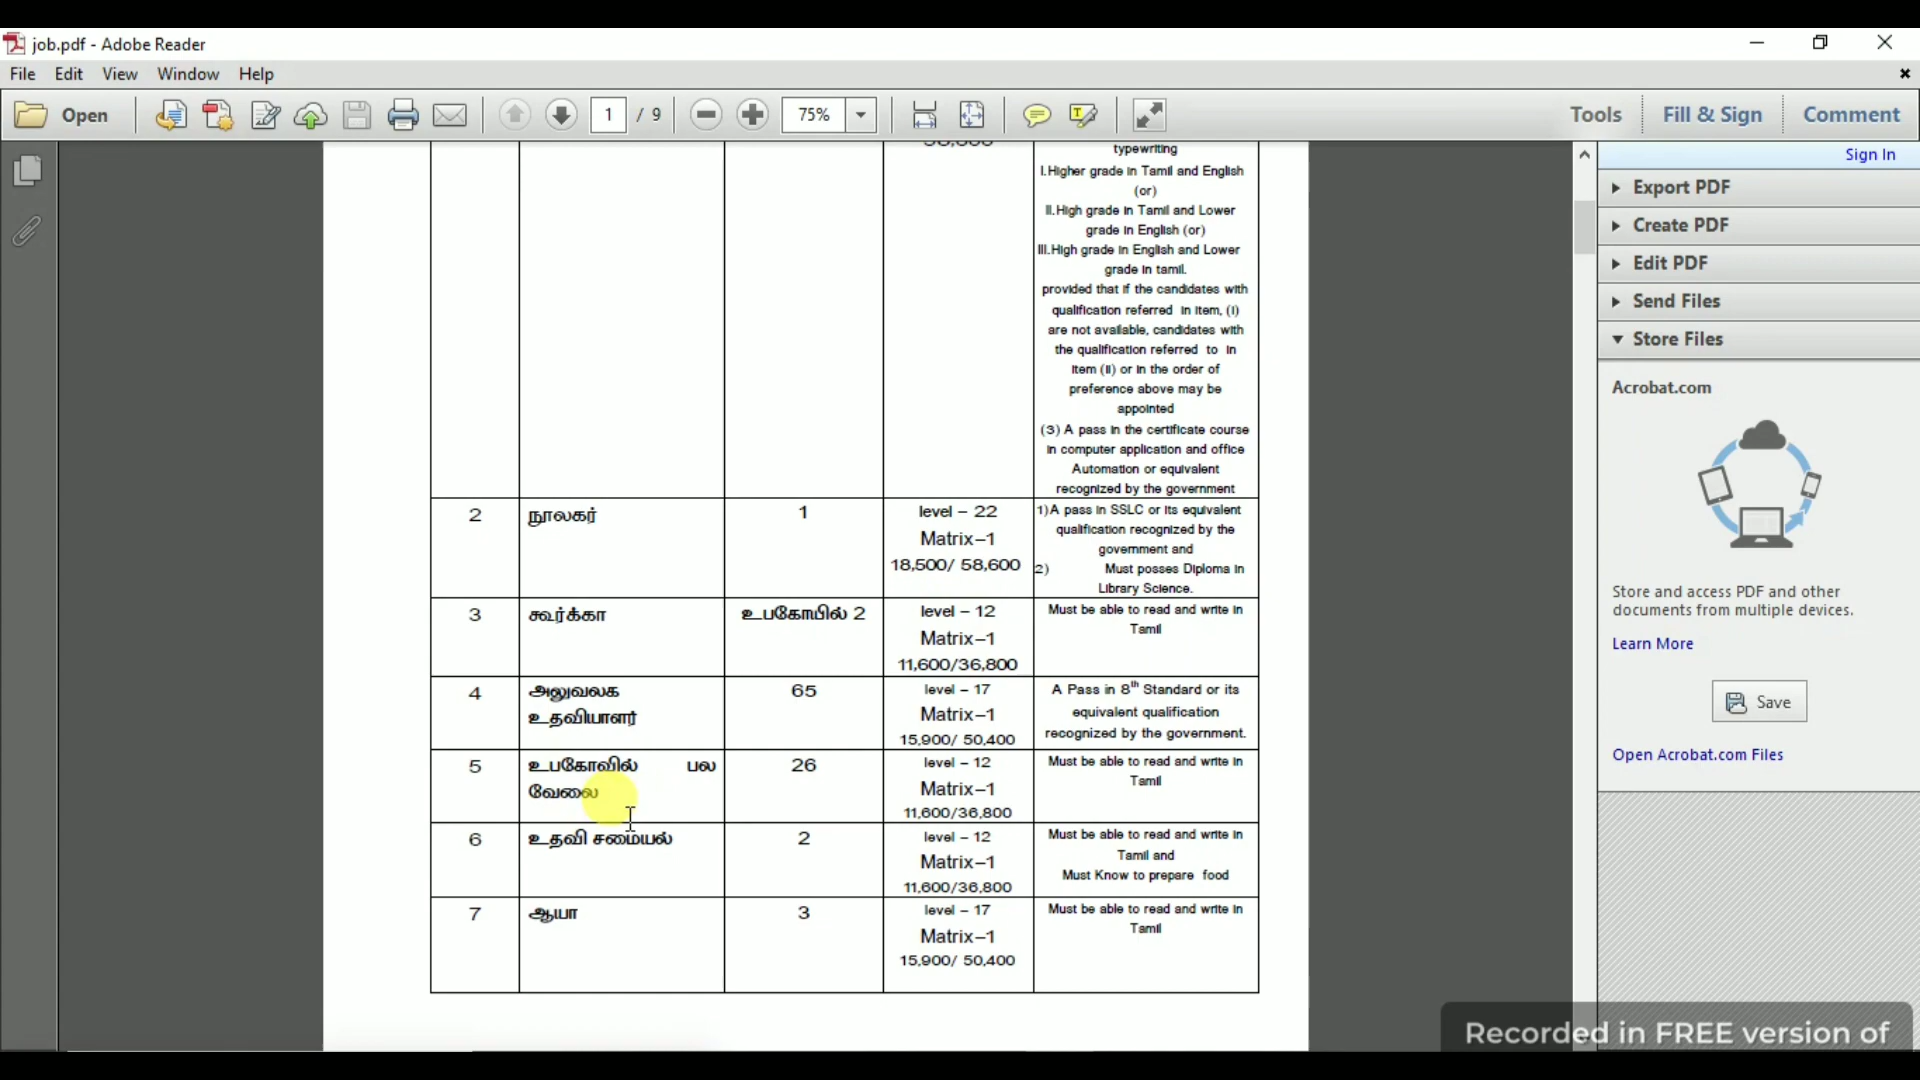 job.pdf - Adobe Reader
File Edit View Window Help
Open 1 / 9 75% Tools Fill & Sign Comment
Sign In
Export PDF
Create PDF
Edit PDF
Send Files
Store Files
Acrobat.com
Store and access PDF and other
documents from multiple devices.
Learn More
Save
Open Acrobat.com Files
typewriting
I.Higher grade in Tamil and English
(or)
II.High grade in Tamil and Lower
grade in English (or)
III.High grade in English and Lower
grade in tamil.
provided that if the candidates with
qualification referred in item, (I)
are not available, candidates with
the qualification referred to in
item (II) or in the order of
preference above may be
appointed
(3) A pass in the certificate course
in computer application and office
Automation or equivalent
recognized by the government
2 நூலகர் 1 level – 22
Matrix–1
18,500/ 58,600
1)A pass in SSLC or its equivalent
qualification recognized by the
government and
2) Must posses Diploma in
Library Science.
3 கூர்க்கா உபகோயில் 2 level – 12
Matrix–1
11,600/36,800
Must be able to read and write in
Tamil
4 அலுவலக
உதவியாளர்
65 level – 17
Matrix–1
15,900/ 50,400
A Pass in 8th Standard or its
equivalent qualification
recognized by the government.
5 உபகோவில் பல
வேலை
26 level – 12
Matrix–1
11,600/36,800
Must be able to read and write in
Tamil
6 உதவி சமையல் 2 level – 12
Matrix–1
11,600/36,800
Must be able to read and write in
Tamil and
Must Know to prepare food
7 ஆயா 3 level – 17
Matrix–1
15,900/ 50,400
Must be able to read and write in
Tamil
Recorded in FREE version of